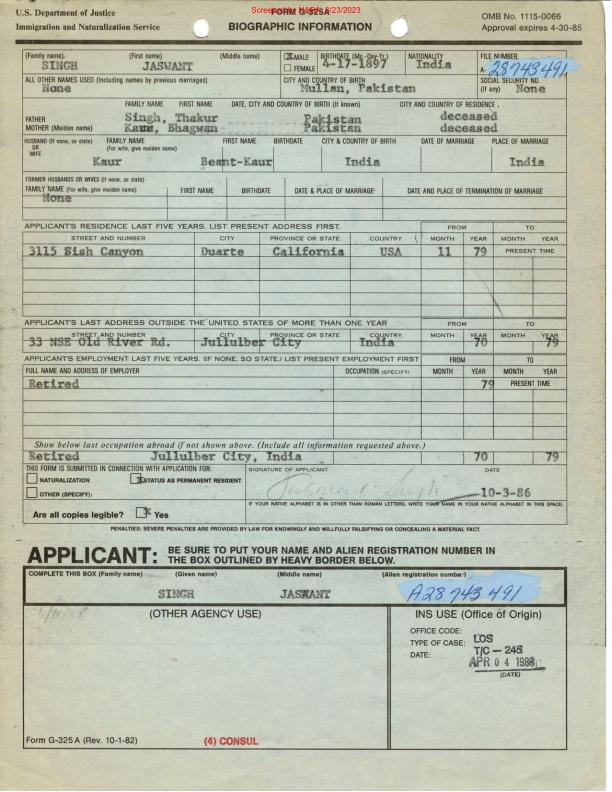 U.S. Department of Justice
Immigration and Naturalization Service
FORM G-325A
BIOGRAPHIC INFORMATION
OMB No. 1115-0066
Approval expires 4-30-85
(Family name) (First name) (Middle name) MALE BIRTHDATE (Mo.-Day-Yr.) NATIONALITY FILE NUMBER
SINGH JASWANT FEMALE 4-17-1897 India A- 28743491
ALL OTHER NAMES USED (Including names by previous marriages) CITY AND COUNTRY OF BIRTH SOCIAL SECURITY NO.
None Mullan, Pakistan (If any) None
FAMILY NAME FIRST NAME DATE, CITY AND COUNTRY OF BIRTH (If known) CITY AND COUNTRY OF RESIDENCE .
FATHER Singh, Thakur Pakistan deceased
MOTHER (Maiden name) Kaur, Bhagwan Pakistan deceased
HUSBAND (If none, so state) OR WIFE FAMILY NAME (For wife, give maiden name) FIRST NAME BIRTHDATE CITY & COUNTRY OF BIRTH DATE OF MARRIAGE PLACE OF MARRIAGE
Kaur Beant-Kaur India India
FORMER HUSBANDS OR WIVES (If none, so state)
FAMILY NAME (For wife, give maiden name) FIRST NAME BIRTHDATE DATE & PLACE OF MARRIAGE DATE AND PLACE OF TERMINATION OF MARRIAGE
None
APPLICANT'S RESIDENCE LAST FIVE YEARS. LIST PRESENT ADDRESS FIRST. FROM TO
STREET AND NUMBER CITY PROVINCE OR STATE COUNTRY MONTH YEAR MONTH YEAR
3115 Fish Canyon Duarte California USA 11 79 PRESENT TIME
APPLICANT'S LAST ADDRESS OUTSIDE THE UNITED STATES OF MORE THAN ONE YEAR FROM TO
STREET AND NUMBER CITY PROVINCE OR STATE COUNTRY MONTH YEAR MONTH YEAR
33 NSE Old River Rd. Jullulber City India 70 79
APPLICANT'S EMPLOYMENT LAST FIVE YEARS. (IF NONE, SO STATE.) LIST PRESENT EMPLOYMENT FIRST FROM TO
FULL NAME AND ADDRESS OF EMPLOYER OCCUPATION (SPECIFY) MONTH YEAR MONTH YEAR
Retired 79 PRESENT TIME
Show below last occupation abroad if not shown above. (Include all information requested above.)
Retired Jullulber City, India 70 79
THIS FORM IS SUBMITTED IN CONNECTION WITH APPLICATION FOR: SIGNATURE OF APPLICANT DATE
NATURALIZATION STATUS AS PERMANENT RESIDENT
OTHER (SPECIFY): 10-3-86
IF YOUR NATIVE ALPHABET IS OTHER THAN ROMAN LETTERS, WRITE YOUR NAME IN YOUR NATIVE ALPHABET IN THIS SPACE.
Are all copies legible? Yes
PENALTIES: SEVERE PENALTIES ARE PROVIDED BY LAW FOR KNOWINGLY AND WILLFULLY FALSIFYING OR CONCEALING A MATERIAL FACT.
APPLICANT: BE SURE TO PUT YOUR NAME AND ALIEN REGISTRATION NUMBER IN
THE BOX OUTLINED BY HEAVY BORDER BELOW.
COMPLETE THIS BOX (Family name) (Given name) (Middle name) (Alien registration number)
SINGH JASWANT A28 743 491
(OTHER AGENCY USE) INS USE (Office of Origin)
OFFICE CODE: LOS
TYPE OF CASE: T/C — 245
DATE: APR 04 1988
(DATE)
Form G-325 A (Rev. 10-1-82) (4) CONSUL